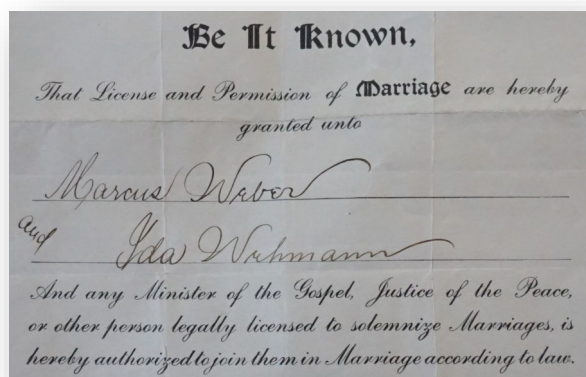 Be It Known,
That License and Permission of Marriage are hereby
granted unto
Marcus Weber
and
Ida Wehmann
And any Minister of the Gospel, Justice of the Peace,
or other person legally licensed to solemnize Marriages, is
hereby authorized to join them in Marriage according to law.